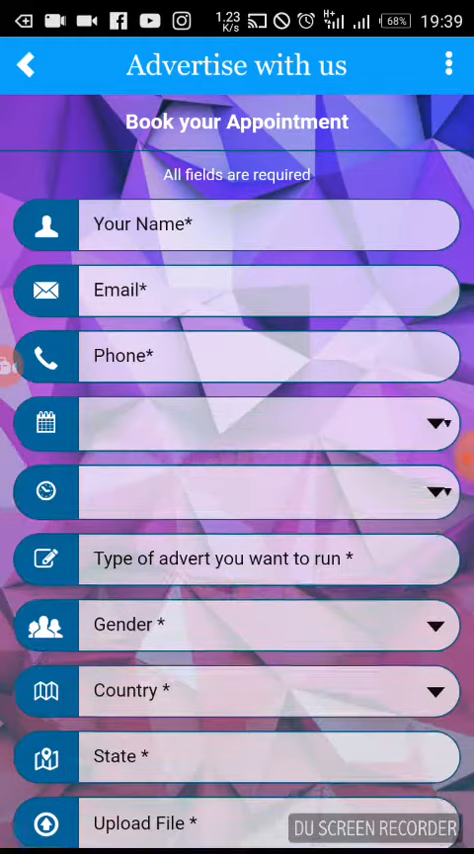 1.23
K/s
H+
68%
19:39
Advertise with us
Book your Appointment
All fields are required
Your Name*
Email*
Phone*
Type of advert you want to run *
Gender *
Country *
State *
Upload File *
DU SCREEN RECORDER